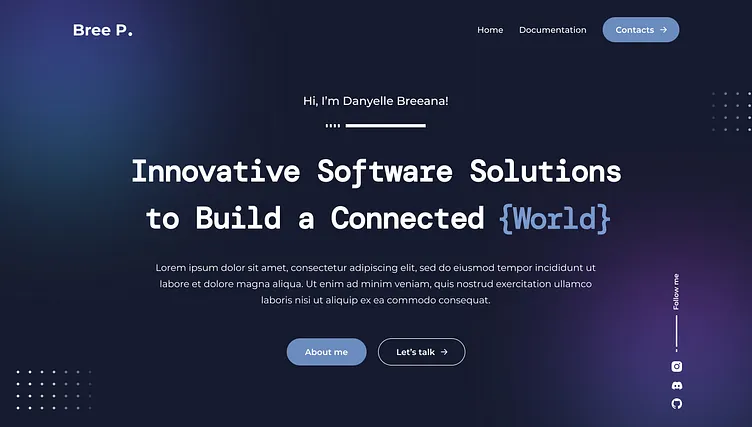 Bree P.
Home
Documentation
Contacts →
Hi, I'm Danyelle Breeana!
Innovative Software Solutions
to Build a Connected {World}
Lorem ipsum dolor sit amet, consectetur adipiscing elit, sed do eiusmod tempor incididunt ut
labore et dolore magna aliqua. Ut enim ad minim veniam, quis nostrud exercitation ullamco
laboris nisi ut aliquip ex ea commodo consequat.
About me
Let's talk →
Follow me